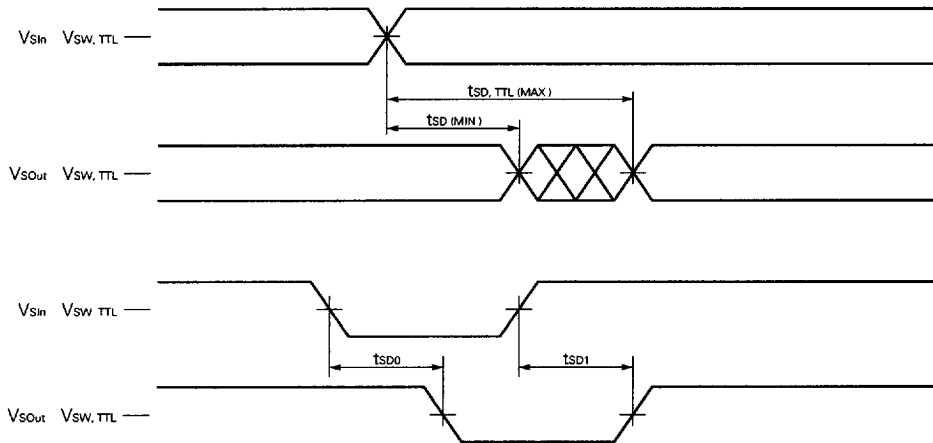 VSIn VSW, TTL
tSD, TTL (MAX)
tSD (MIN)
VSOut VSW, TTL
VSIn VSW TTL
tSD0 tSD1
VSOut VSW, TTL